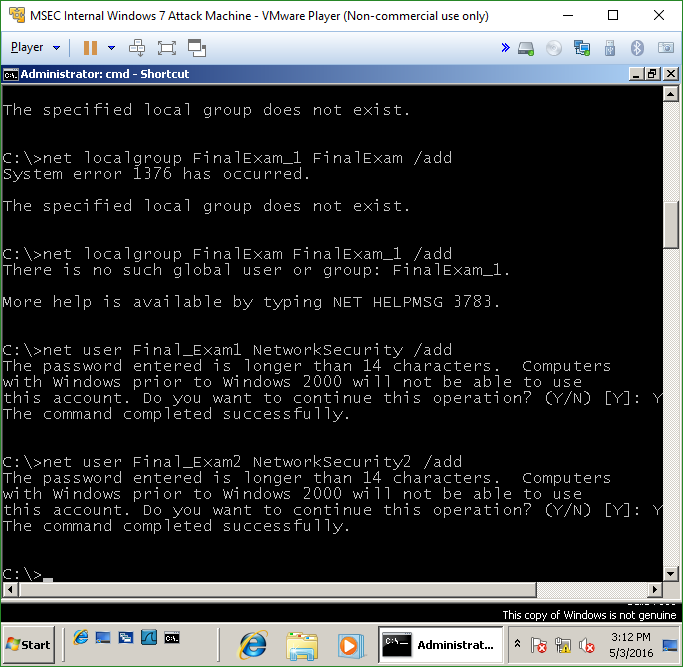 MSEC Internal Windows 7 Attack Machine - VMware Player (Non-commercial use only)
Player
Administrator: cmd - Shortcut
The specified local group does not exist.
C:\>net localgroup FinalExam_1 FinalExam /add
System error 1376 has occurred.
The specified local group does not exist.
C:\>net localgroup FinalExam FinalExam_1 /add
There is no such global user or group: FinalExam_1.
More help is available by typing NET HELPMSG 3783.
C:\>net user Final_Exam1 NetworkSecurity /add
The password entered is longer than 14 characters.  Computers
with Windows prior to Windows 2000 will not be able to use
this account. Do you want to continue this operation? (Y/N) [Y]: Y
The command completed successfully.
C:\>net user Final_Exam2 NetworkSecurity2 /add
The password entered is longer than 14 characters.  Computers
with Windows prior to Windows 2000 will not be able to use
this account. Do you want to continue this operation? (Y/N) [Y]: Y
The command completed successfully.
C:\>_
This copy of Windows is not genuine
Start
Administrat...
3:12 PM
5/3/2016